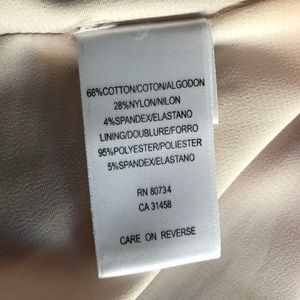 68%COTTON/COTON/ALGODON
28%NYLON/NILON
4%SPANDEX/ELASTANO
LINING/DOUBLURE/FORRO
95%POLYESTER/POLIESTER
5%SPANDEX/ELASTANO
RN 80734
CA 31458
CARE ON REVERSE